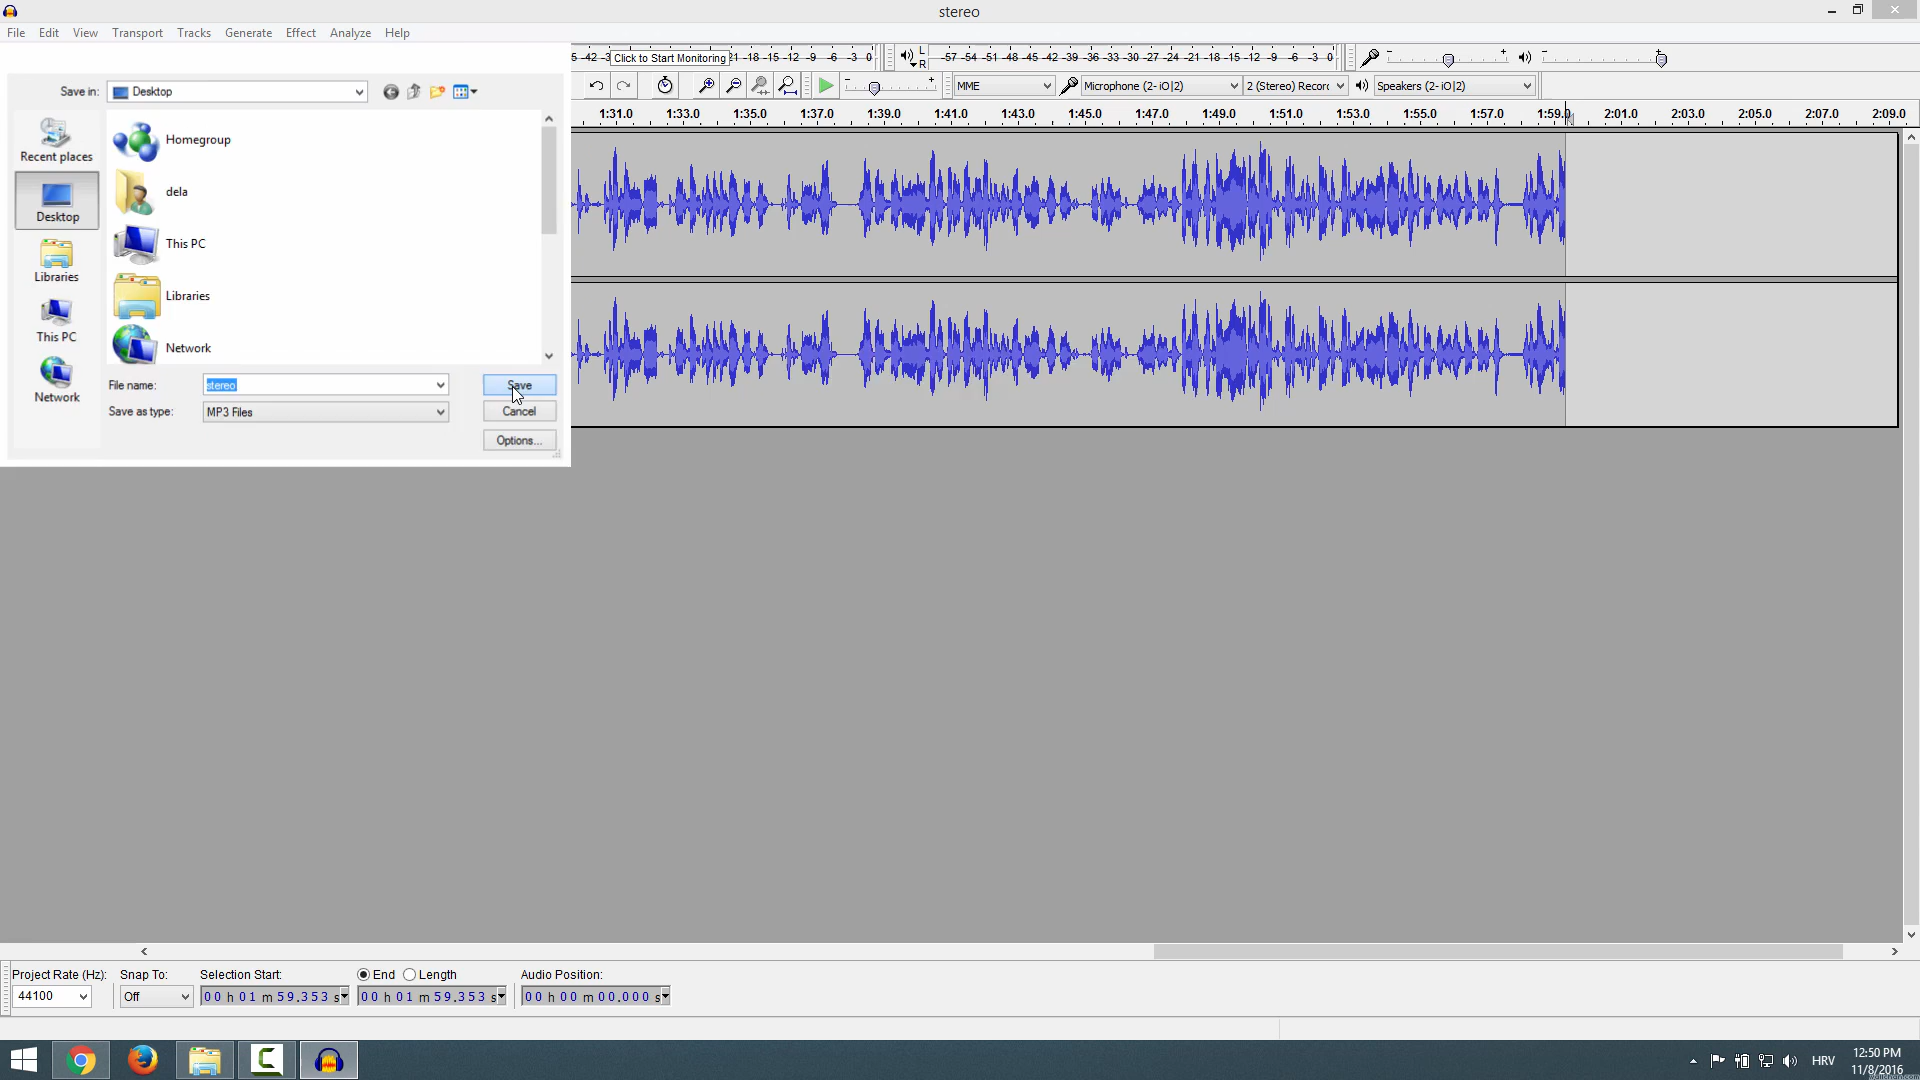 stereo
File Edit View Transport Tracks Generate Effect Analyze Help
Click to Start Monitoring
-18 -15 -12 -9 -6 -3 0
L
R
-57 -54 -51 -48 -45 -42 -39 -36 -33 -30 -27 -24 -21 -18 -15 -12 -9 -6 -3 0
Save in: Desktop
MME
Microphone (2- iO|2)
2 (Stereo) Recorc
Speakers (2- iO|2)
1:31.0 1:33.0 1:35.0 1:37.0 1:39.0 1:41.0 1:43.0 1:45.0 1:47.0 1:49.0 1:51.0 1:53.0 1:55.0 1:57.0 1:59.0 2:01.0 2:03.0 2:05.0 2:07.0 2:09.0
Recent places
Desktop
Libraries
This PC
Network
Homegroup
dela
This PC
Libraries
Network
File name: stereo
Save
Save as type: MP3 Files
Cancel
Options...
Project Rate (Hz): Snap To: Selection Start: End Length Audio Position:
44100 Off 00 h 01 m 59.353 s 00 h 01 m 59.353 s 00 h 00 m 00.000 s
HRV
12:50 PM
11/8/2016